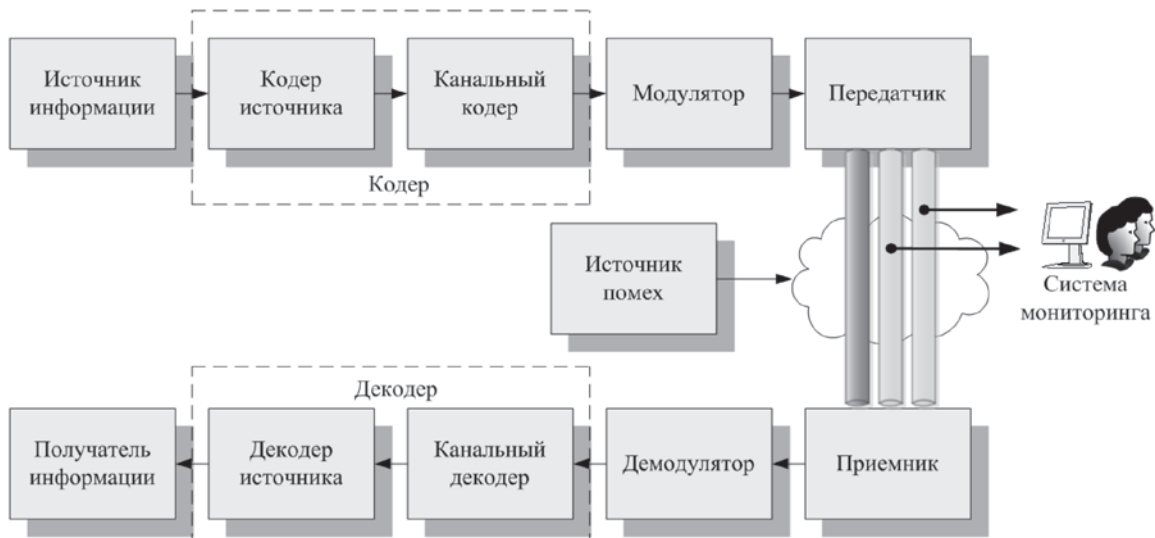 Источник
информации
Кодер
источника
Канальный
кодер
Модулятор
Передатчик
Кодер
Источник
помех
Система
мониторинга
Декодер
Получатель
информации
Декодер
источника
Канальный
декодер
Демодулятор
Приемник